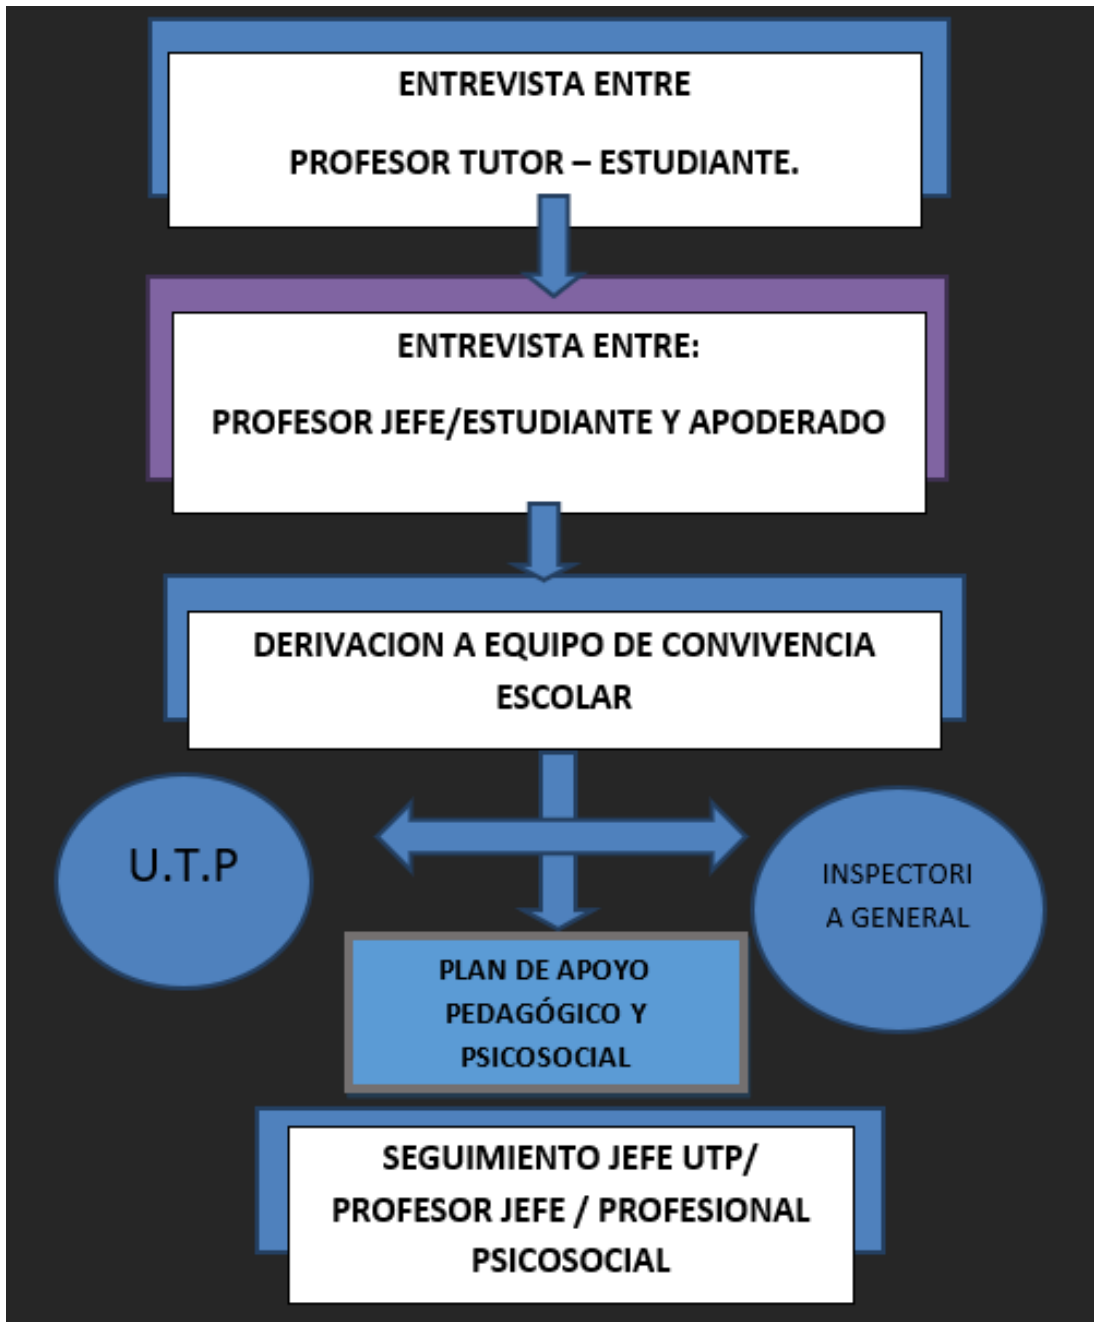 ENTREVISTA ENTRE
PROFESOR TUTOR – ESTUDIANTE.
ENTREVISTA ENTRE:
PROFESOR JEFE/ESTUDIANTE Y APODERADO
DERIVACION A EQUIPO DE CONVIVENCIA
ESCOLAR
U.T.P
INSPECTORI
A GENERAL
PLAN DE APOYO
PEDAGÓGICO Y
PSICOSOCIAL
SEGUIMIENTO JEFE UTP/
PROFESOR JEFE / PROFESIONAL
PSICOSOCIAL